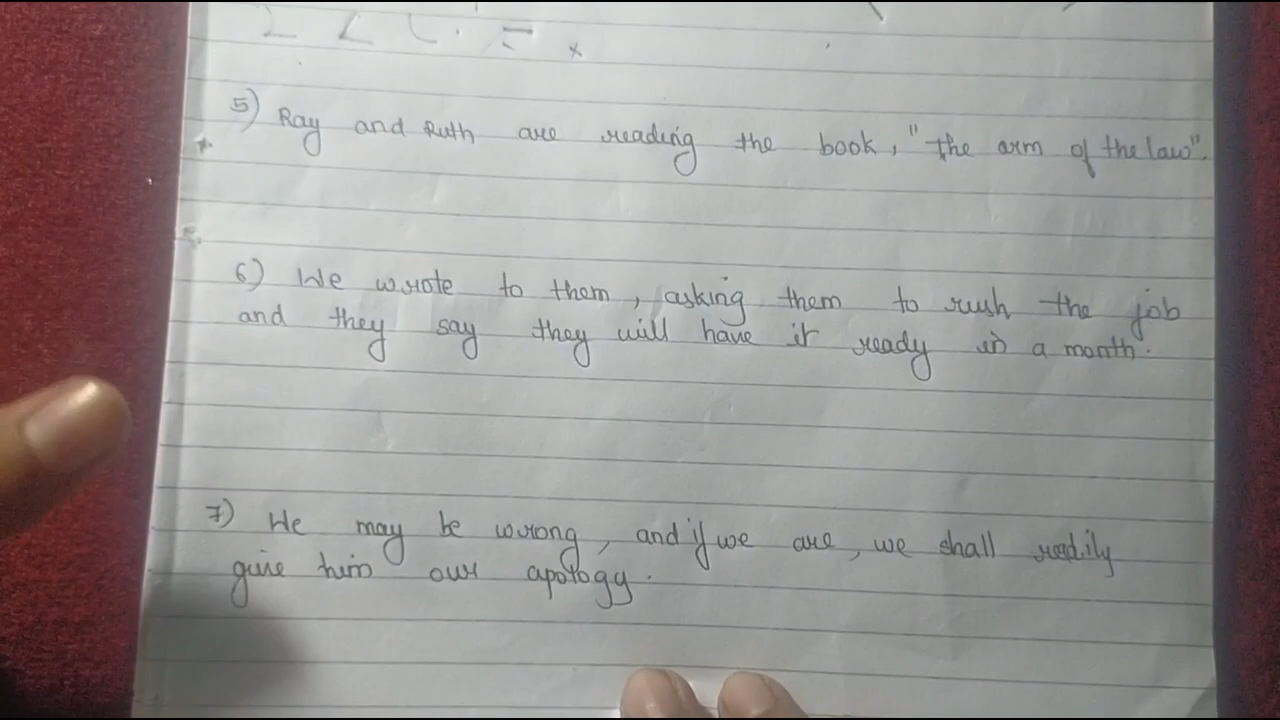 5) Ray and Ruth are reading the book, "the arm of the law".
6) We wrote to them, asking them to rush the job
and they say they will have it ready in a month.
7) We may be wrong, and if we are, we shall readily
give him our apology.